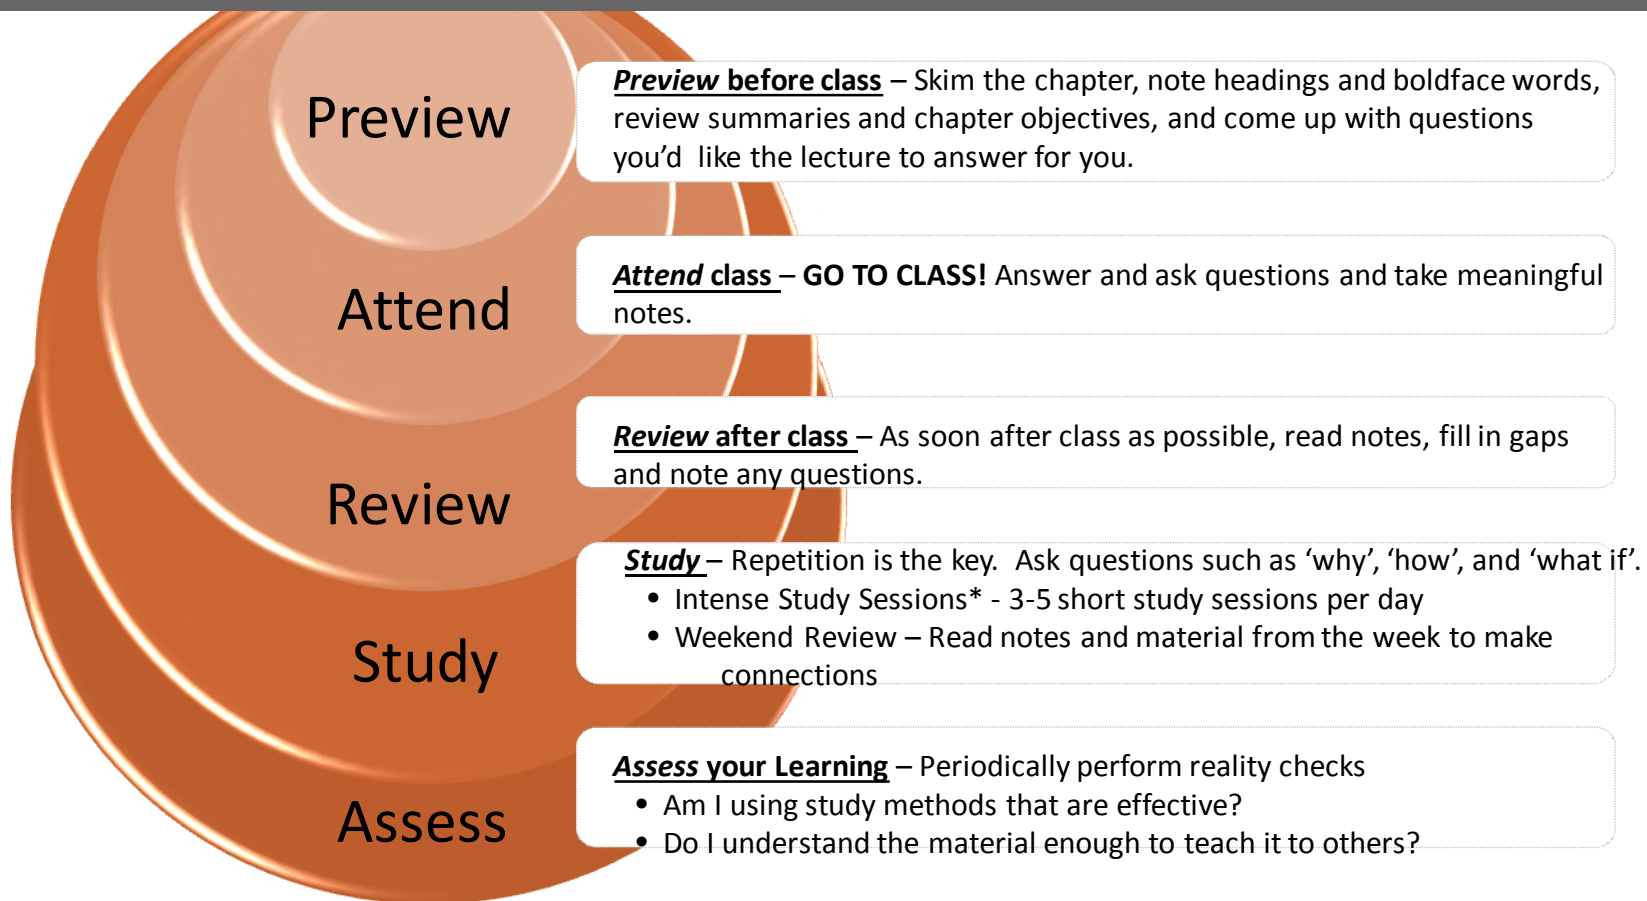 Preview
Preview before class – Skim the chapter, note headings and boldface words,
review summaries and chapter objectives, and come up with questions
you’d  like the lecture to answer for you.
Attend
Attend class – GO TO CLASS! Answer and ask questions and take meaningful
notes.
Review
Review after class – As soon after class as possible, read notes, fill in gaps
and note any questions.
Study
Study – Repetition is the key.  Ask questions such as ‘why’, ‘how’, and ‘what if’.
• Intense Study Sessions* - 3-5 short study sessions per day
• Weekend Review – Read notes and material from the week to make
connections
Assess
Assess your Learning – Periodically perform reality checks
• Am I using study methods that are effective?
• Do I understand the material enough to teach it to others?